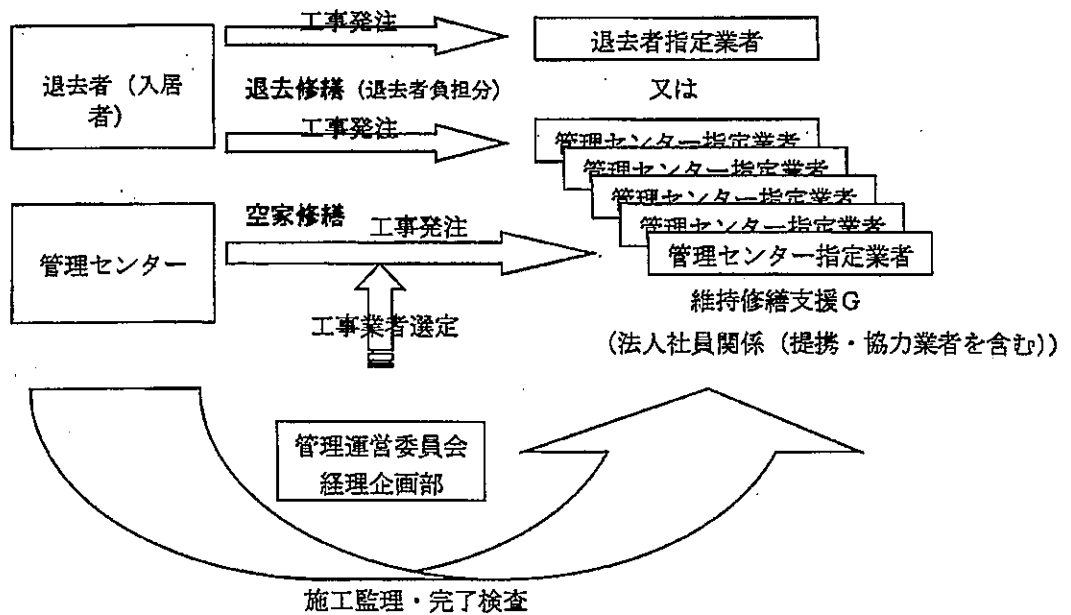 工事発注
退去者指定業者
退去者（入居
者）
退去修繕（退去者負担分）
又は
工事発注
管理センター指定業者
管理センター指定業者
管理センター指定業者
管理センター指定業者
管理センター指定業者
空家修繕
工事発注
管理センター
維持修繕支援G
工事業者選定
（法人社員関係（提携・協力業者を含む））
管理運営委員会
経理企画部
施工監理・完了検査